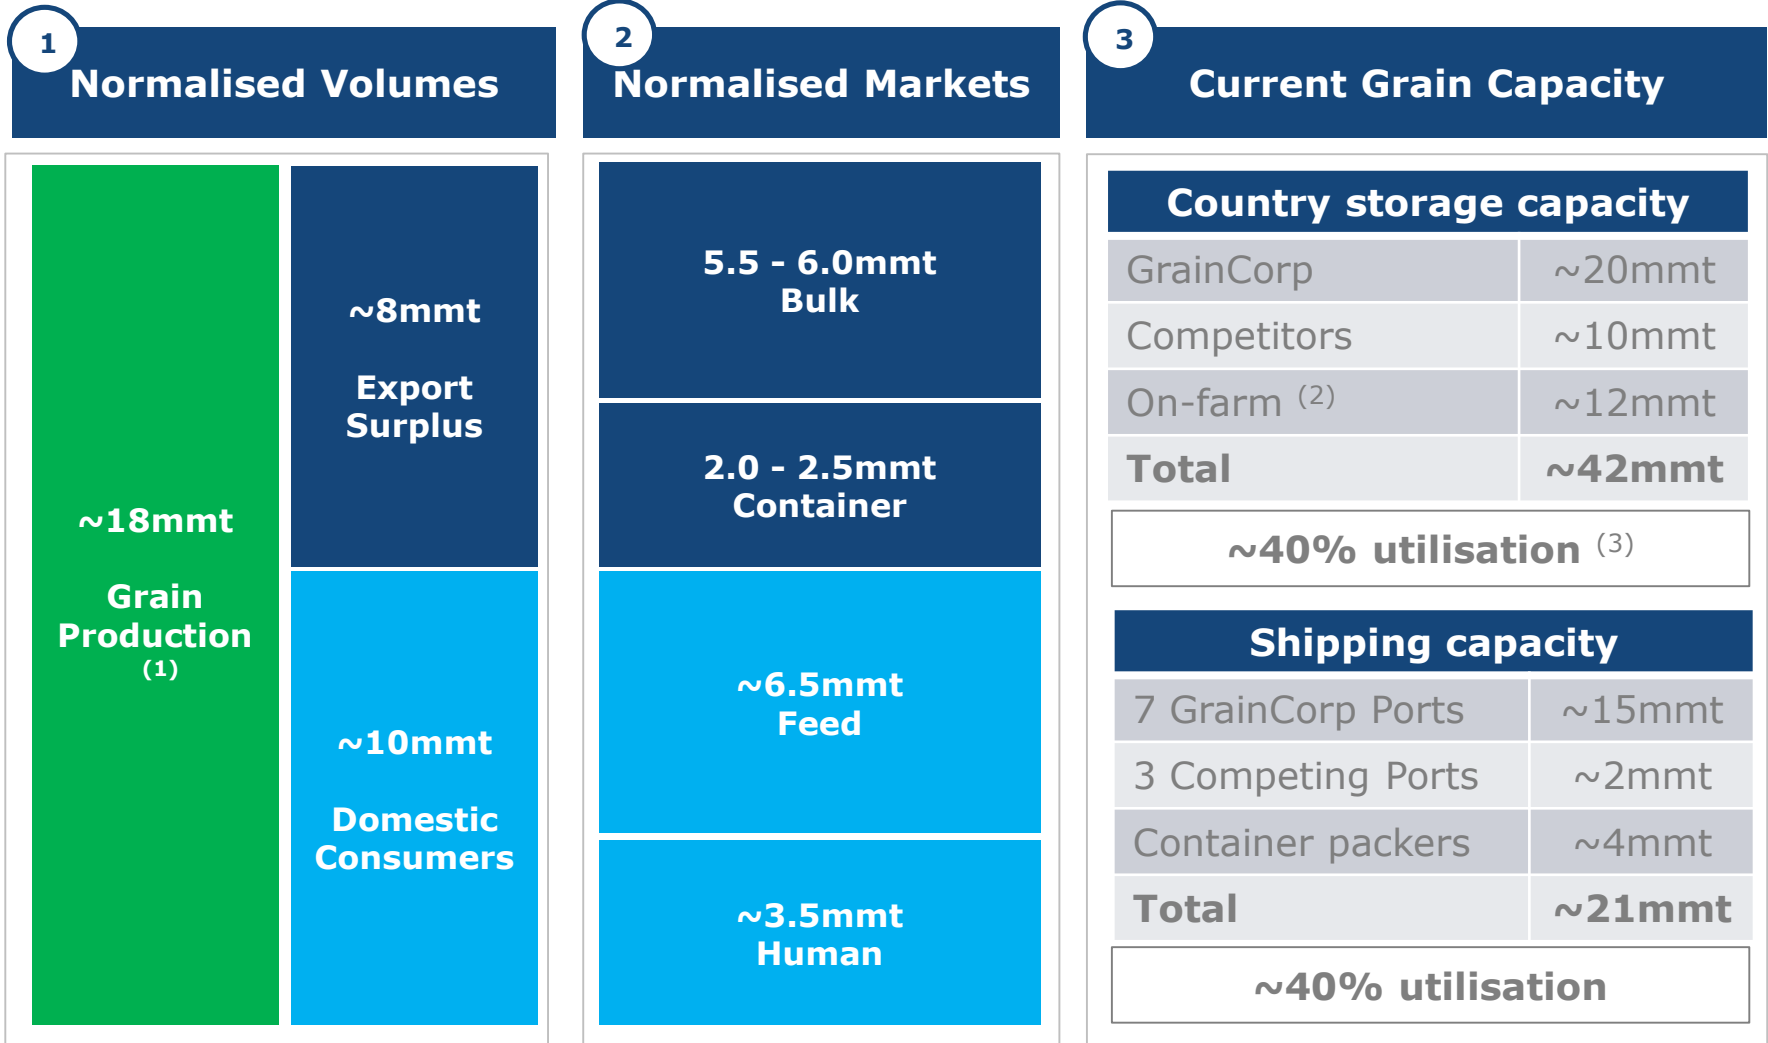 1
Normalised Volumes
~18mmt
Grain
Production
(1)
~8mmt
Export
Surplus
~10mmt
Domestic
Consumers
2
Normalised Markets
5.5 – 6.0mmt
Bulk
2.0 – 2.5mmt
Container
~6.5mmt
Feed
~3.5mmt
Human
3
Current Grain Capacity
Country storage capacity
GrainCorp ~20mmt
Competitors ~10mmt
On-farm (2) ~12mmt
Total ~42mmt
~40% utilisation (3)
Shipping capacity
7 GrainCorp Ports ~15mmt
3 Competing Ports ~2mmt
Container packers ~4mmt
Total ~21mmt
~40% utilisation